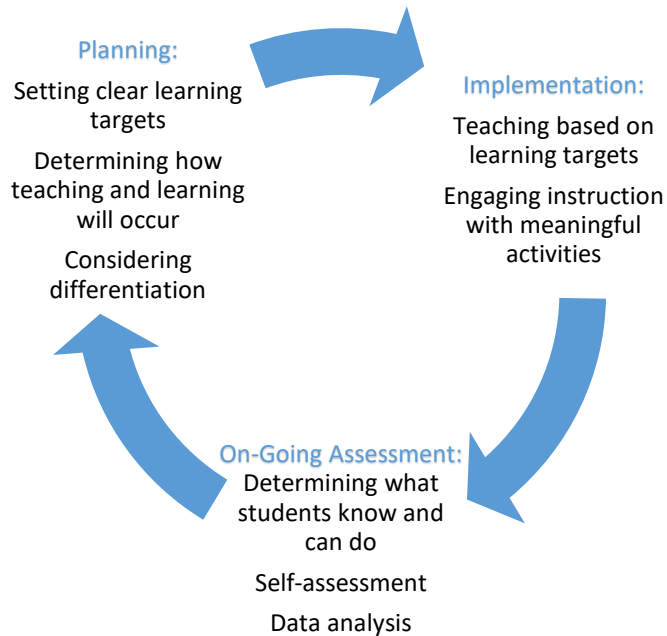 Planning:
Setting clear learning
targets
Determining how
teaching and learning
will occur
Considering
differentiation
Implementation:
Teaching based on
learning targets
Engaging instruction
with meaningful
activities
On-Going Assessment:
Determining what
students know and
can do
Self-assessment
Data analysis